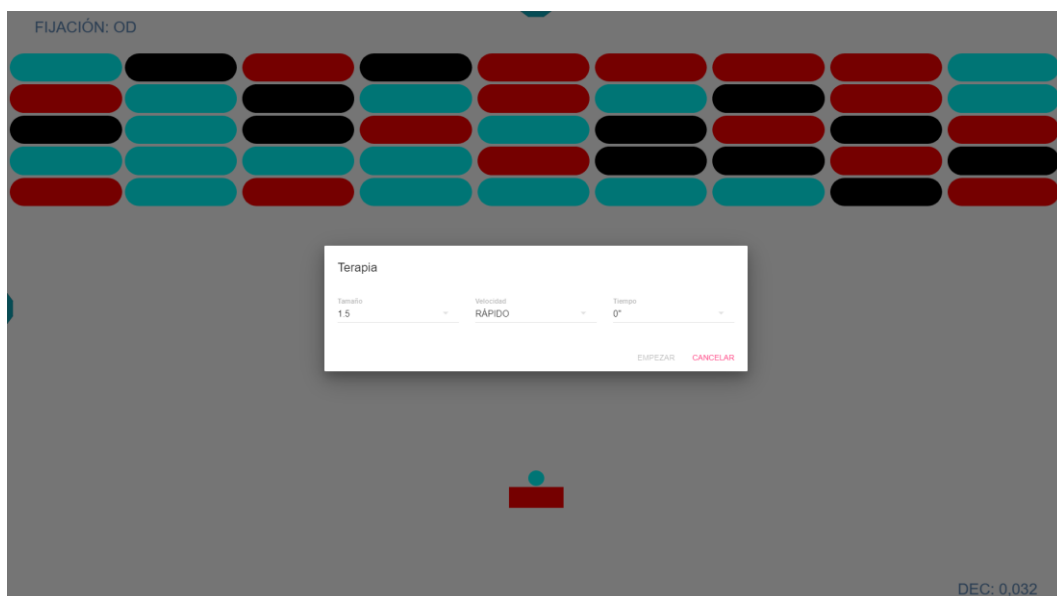 FIJACIÓN: OD
Terapia
Tamaño Velocidad Tiempo
1.5 RÁPIDO 0"
EMPEZAR CANCELAR
DEC: 0,032